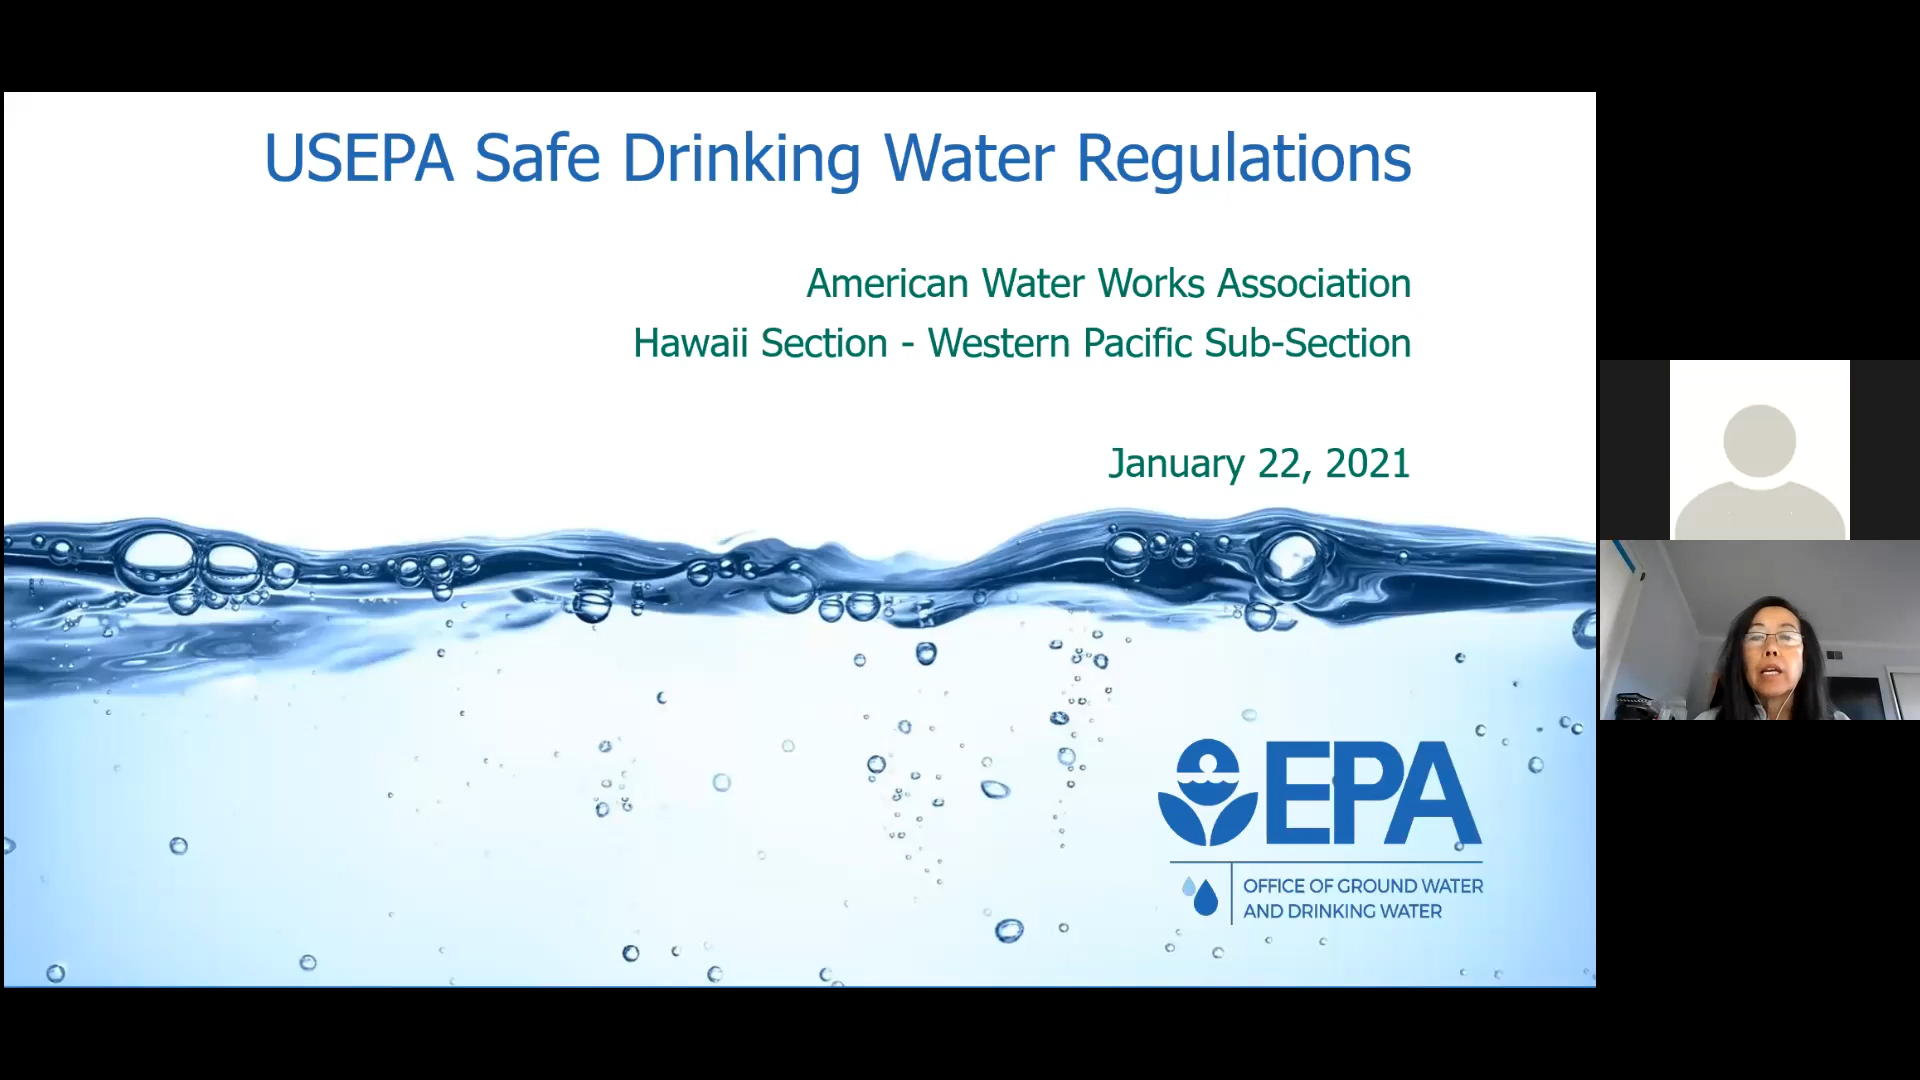 USEPA Safe Drinking Water Regulations
American Water Works Association
Hawaii Section - Western Pacific Sub-Section
January 22, 2021
EPA
OFFICE OF GROUND WATER
AND DRINKING WATER